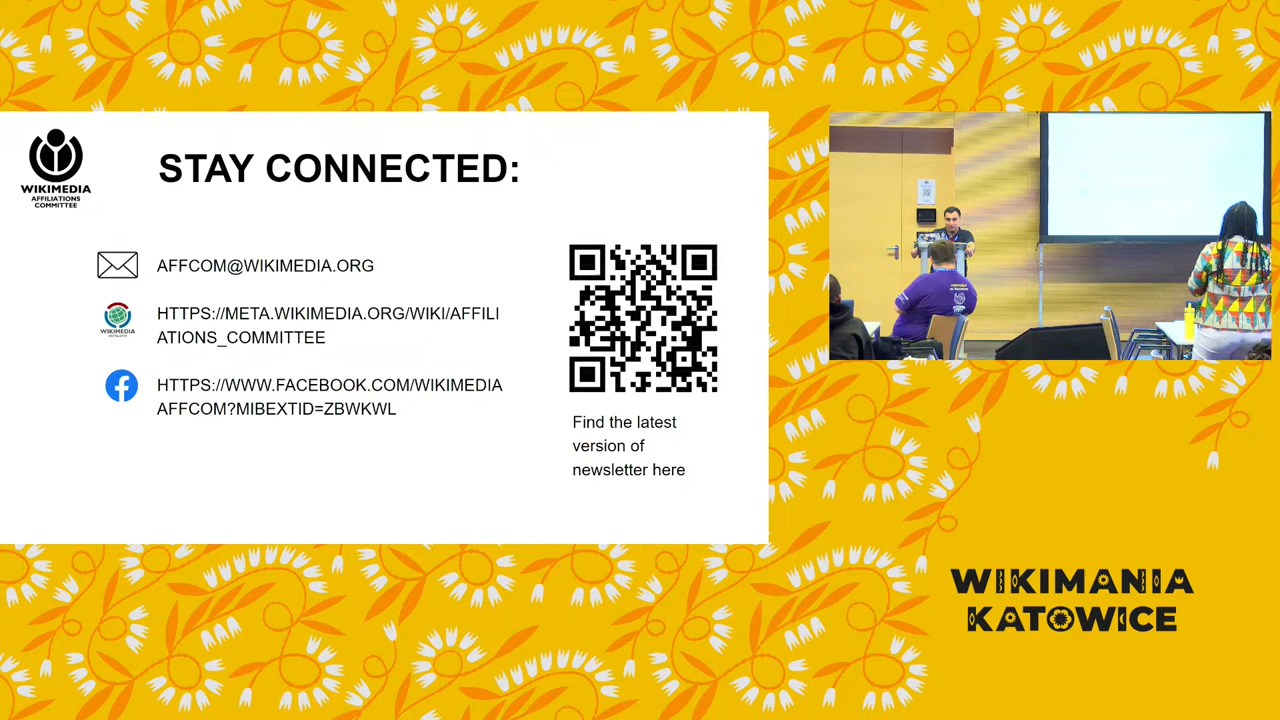 WIKIMEDIA
AFFILIATIONS
COMMITTEE
STAY CONNECTED:
AFFCOM@WIKIMEDIA.ORG
HTTPS://META.WIKIMEDIA.ORG/WIKI/AFFILI
ATIONS_COMMITTEE
HTTPS://WWW.FACEBOOK.COM/WIKIMEDIA
AFFCOM?MIBEXTID=ZBWKWL
Find the latest
version of
newsletter here
WIKIMEDIA
WIKIMANIA
KATOWICE